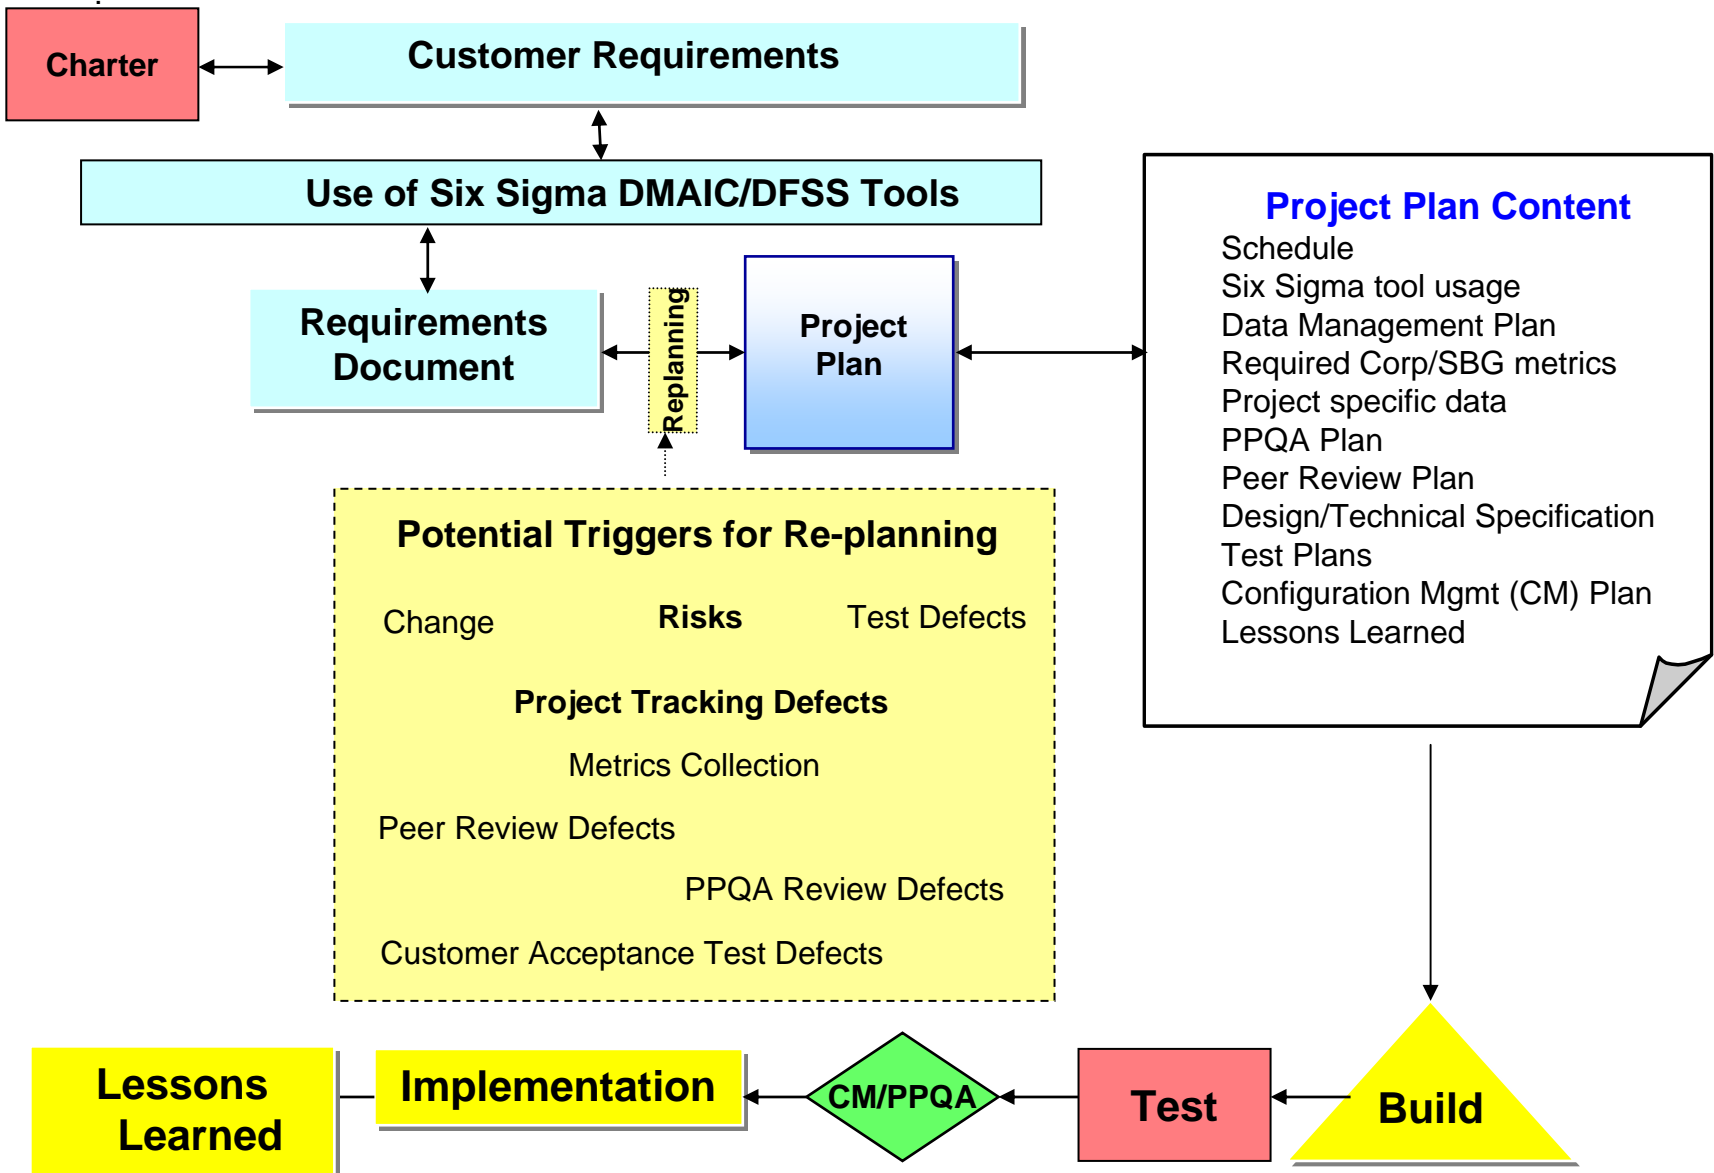 Charter
Customer Requirements
Use of Six Sigma DMAIC/DFSS Tools
Requirements
Document
Replanning
Project
Plan
Project Plan Content
Schedule
Six Sigma tool usage
Data Management Plan
Required Corp/SBG metrics
Project specific data
PPQA Plan
Peer Review Plan
Design/Technical Specification
Test Plans
Configuration Mgmt (CM) Plan
Lessons Learned
Potential Triggers for Re-planning
Change
Risks
Test Defects
Project Tracking Defects
Metrics Collection
Peer Review Defects
PPQA Review Defects
Customer Acceptance Test Defects
Lessons
Learned
Implementation
CM/PPQA
Test
Build